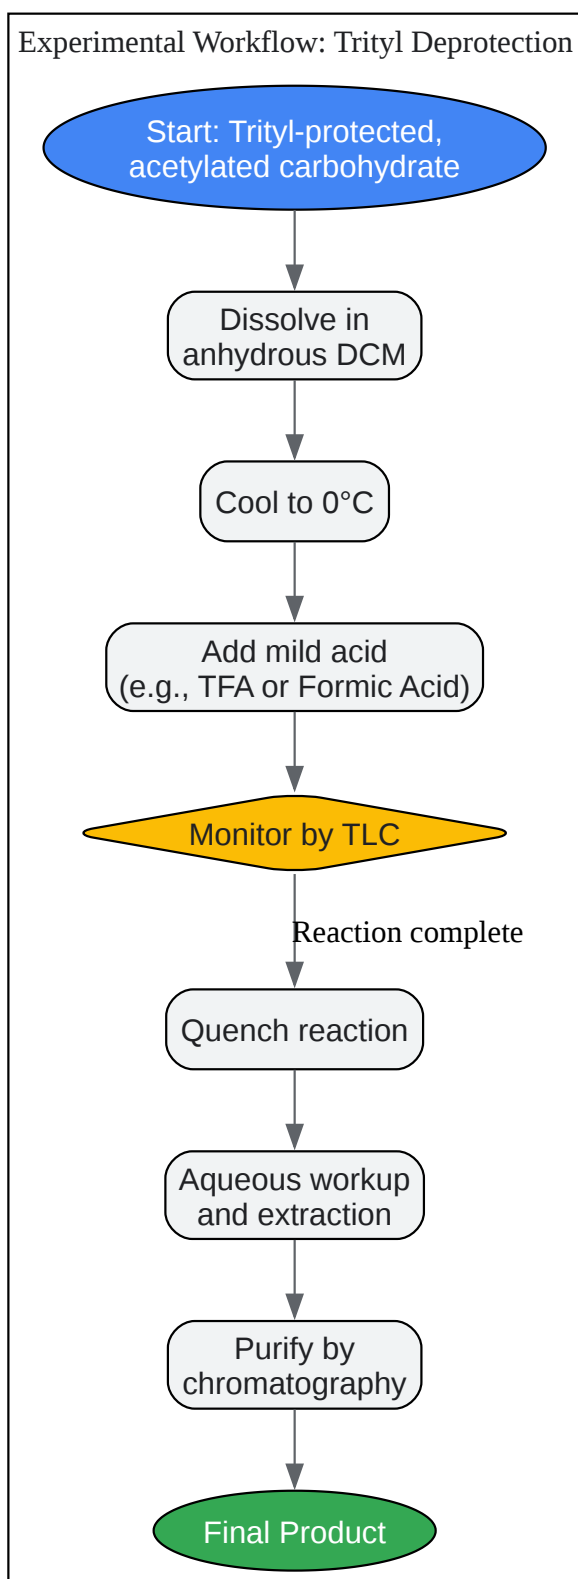 Experimental Workflow: Trityl Deprotection
Start: Trityl-protected,
acetylated carbohydrate
Dissolve in
anhydrous DCM
Cool to 0°C
Add mild acid
(e.g., TFA or Formic Acid)
Monitor by TLC
Reaction complete
Quench reaction
Aqueous workup
and extraction
Purify by
chromatography
Final Product